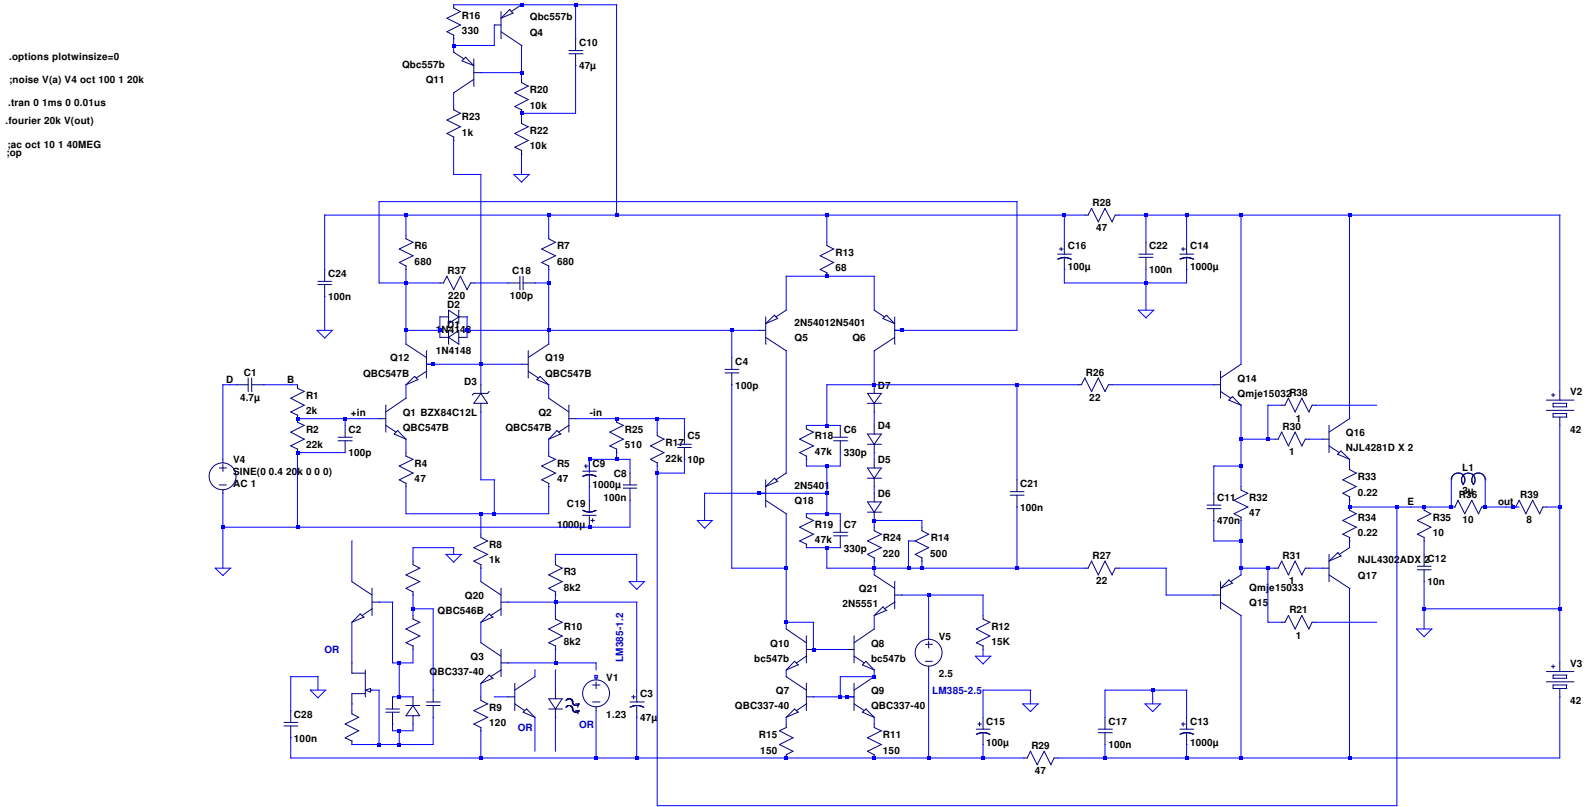 .options plotwinsize=0
;noise V(a) V4 oct 100 1 20k
.tran 0 1ms 0 0.01us
.fourier 20k V(out)
;ac oct 10 1 40MEG
;op
R16
330
Qbc557b
Q4
C10
47µ
Qbc557b
Q11
R20
10k
R23
1k
R22
10k
R28
47
C16
100µ
C22
100n
C14
1000µ
R6
680
R7
680
R13
68
C24
100n
R37
220
C18
100p
D2
1N4148
D1
1N4148
2N5401
2N5401
Q5
Q6
Q12
QBC547B
Q19
QBC547B
C4
100p
D
C1
4.7µ
B
R1
2k
+in
Q1
QBC547B
D3
BZX84C12L
Q2
QBC547B
-in
R2
22k
C2
100p
R25
510
R17
22k
C5
10p
V4
SINE(0 0.4 20k 0 0 0)
AC 1
R4
47
R5
47
C9
1000µ
C8
100n
C19
1000µ
D7
D4
D5
D6
R18
47k
C6
330p
2N5401
Q18
R19
47k
C7
330p
R24
220
R14
500
C21
100n
R26
22
R27
22
Q14
Qmje15032
R38
1
R30
1
Q16
NJL4281D X 2
C11
470n
R32
47
R33
0.22
R34
0.22
R31
1
NJL4302ADX 2
Q17
Qmje15033
Q15
R21
1
E
L1
2µ
R36
10
out
R39
8
R35
10
C12
10n
V2
42
V3
42
R8
1k
R3
8k2
Q20
QBC546B
R10
8k2
LM385-1.2
Q3
QBC337-40
V1
1.23
C3
47µ
R9
120
OR
OR
OR
C28
100n
Q21
2N5551
V5
2.5
LM385-2.5
R12
15K
Q10
bc547b
Q8
bc547b
Q7
QBC337-40
Q9
QBC337-40
R15
150
R11
150
C15
100µ
R29
47
C17
100n
C13
1000µ